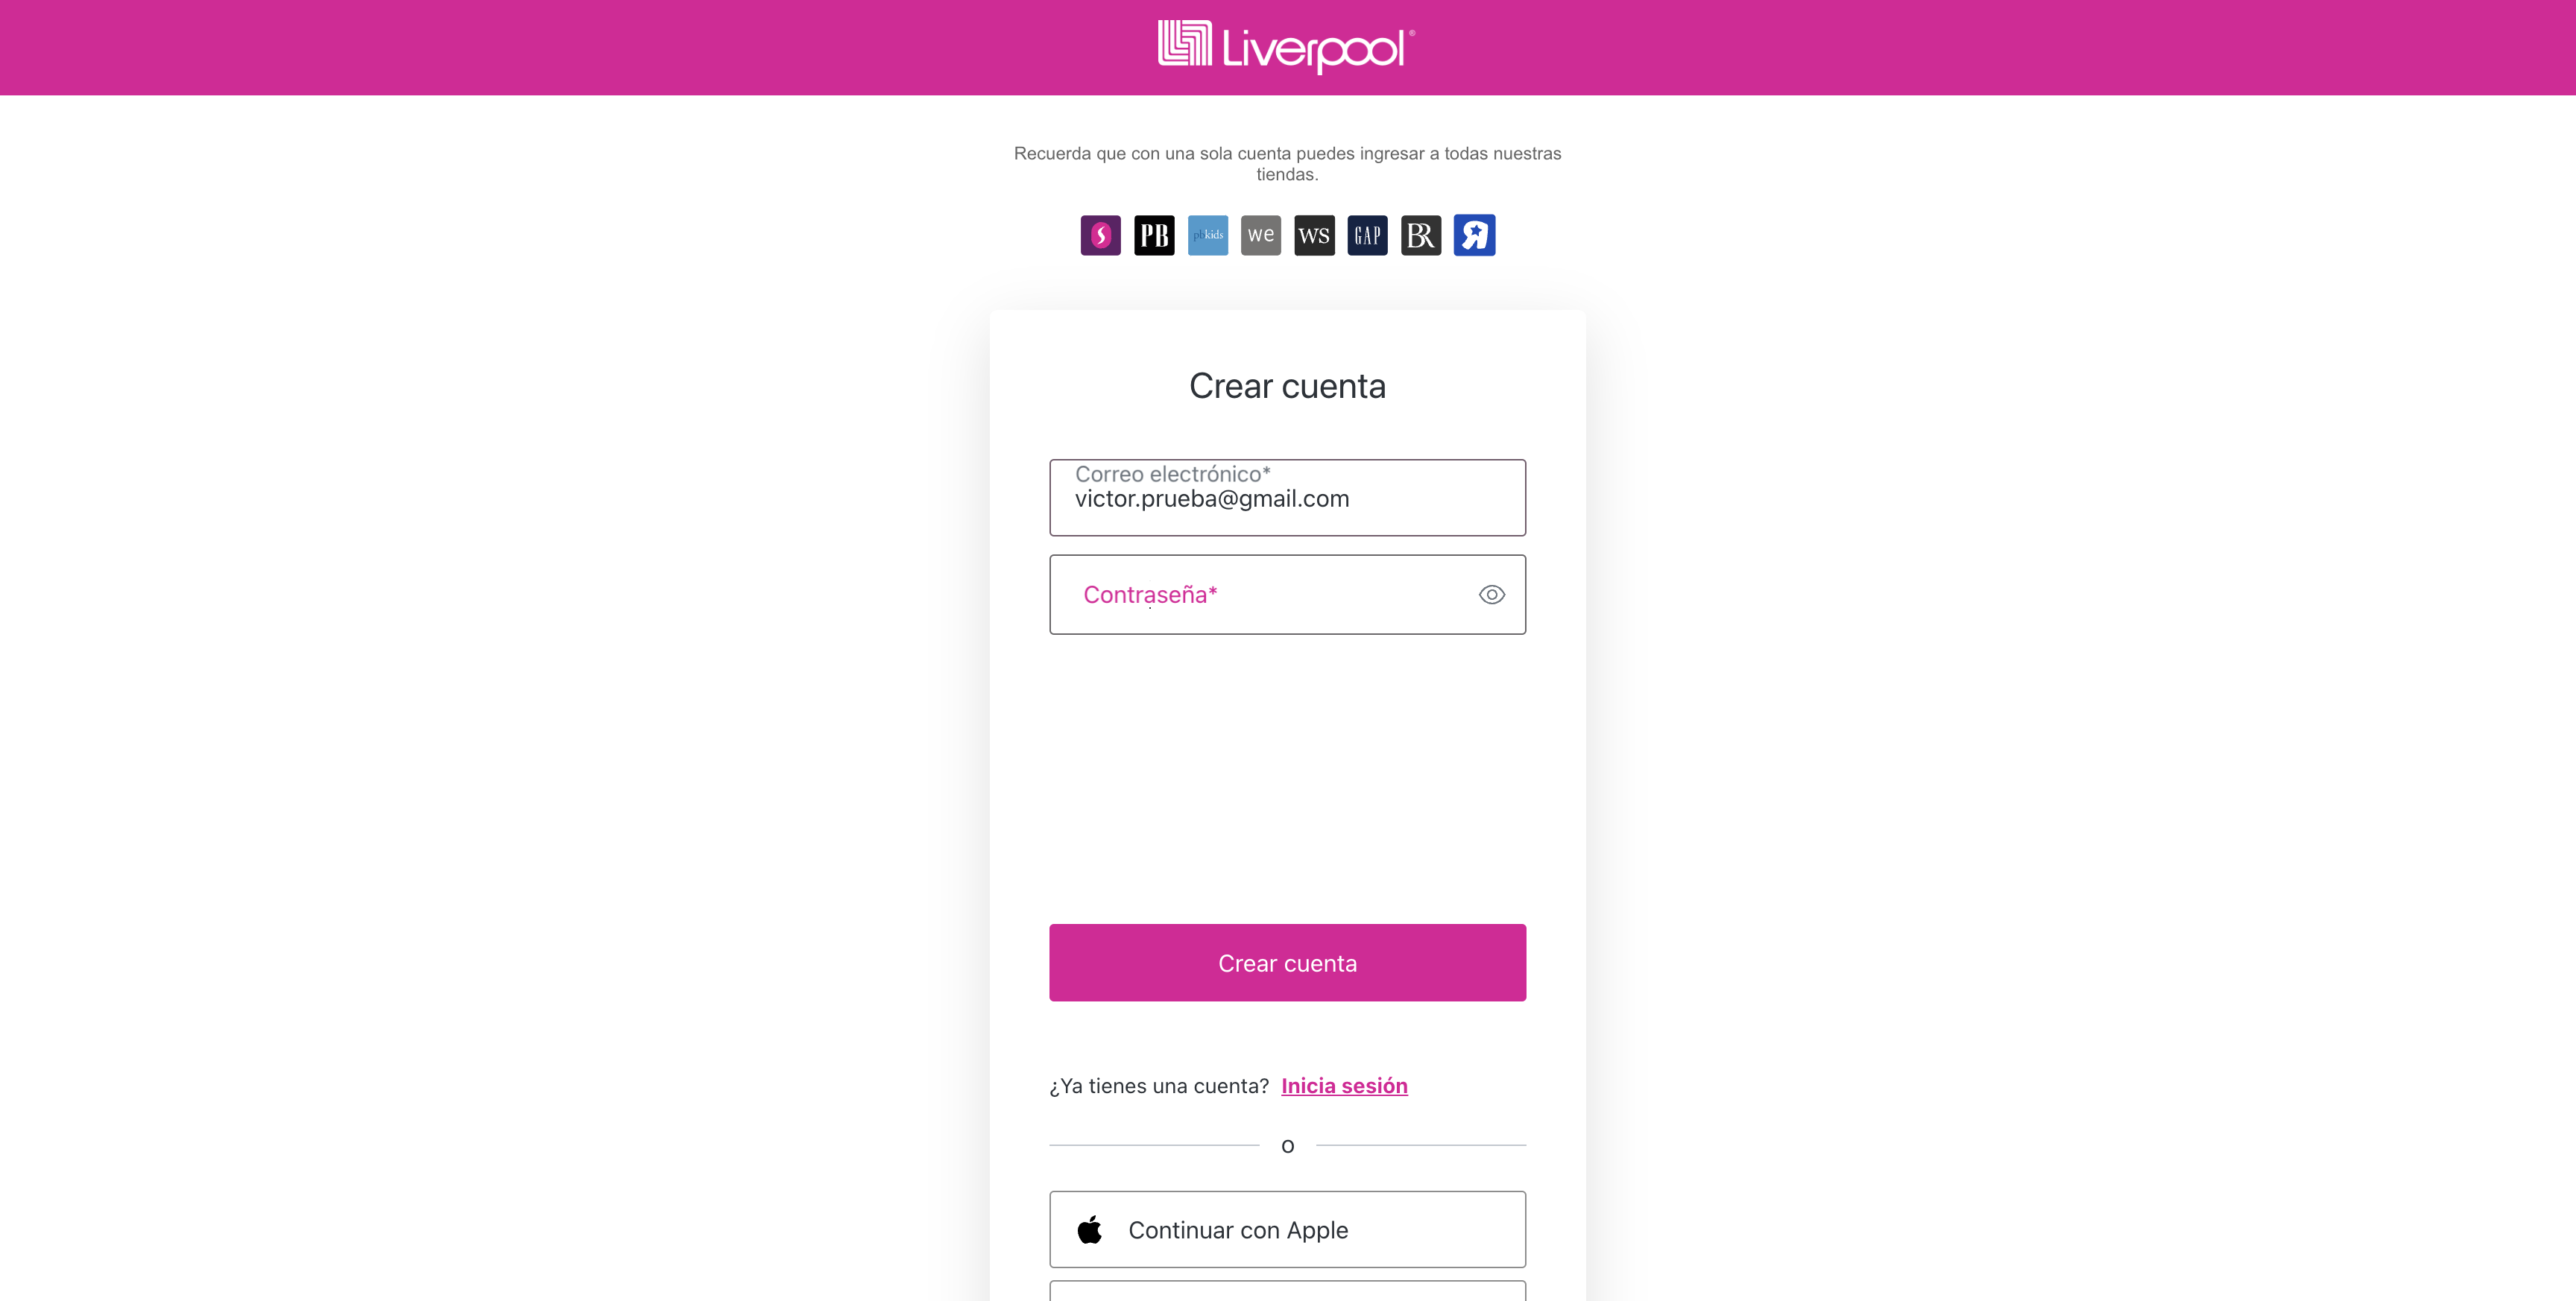 Liverpool®
Recuerda que con una sola cuenta puedes ingresar a todas nuestras
tiendas.
PB pbkids we WS GAP BR R
Crear cuenta
Correo electrónico*
victor.prueba@gmail.com
Contraseña*
Crear cuenta
¿Ya tienes una cuenta? Inicia sesión
o
Continuar con Apple